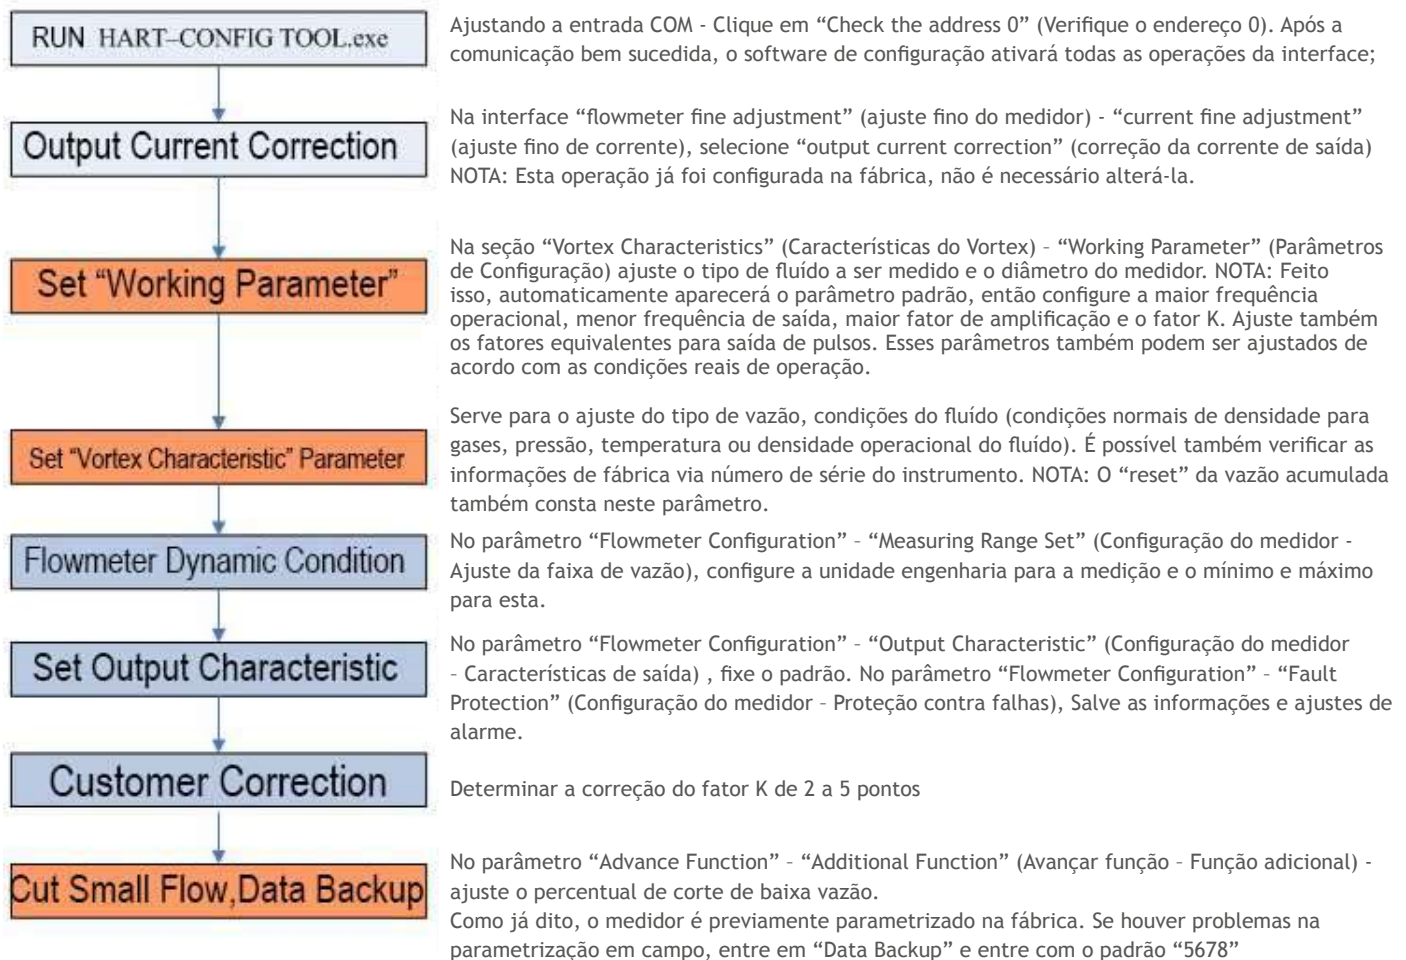 RUN HART–CONFIG TOOL.exe
Ajustando a entrada COM - Clique em “Check the address 0” (Verifique o endereço 0). Após a
comunicação bem sucedida, o software de configuração ativará todas as operações da interface;
Output Current Correction
Na interface “flowmeter fine adjustment” (ajuste fino do medidor) - “current fine adjustment”
(ajuste fino de corrente), selecione “output current correction” (correção da corrente de saída)
NOTA: Esta operação já foi configurada na fábrica, não é necessário alterá-la.
Set “Working Parameter”
Na seção “Vortex Characteristics” (Características do Vortex) – “Working Parameter” (Parâmetros
de Configuração) ajuste o tipo de fluído a ser medido e o diâmetro do medidor. NOTA: Feito
isso, automaticamente aparecerá o parâmetro padrão, então configure a maior frequência
operacional, menor frequência de saída, maior fator de amplificação e o fator K. Ajuste também
os fatores equivalentes para saída de pulsos. Esses parâmetros também podem ser ajustados de
acordo com as condições reais de operação.
Set “Vortex Characteristic” Parameter
Serve para o ajuste do tipo de vazão, condições do fluído (condições normais de densidade para
gases, pressão, temperatura ou densidade operacional do fluído). É possível também verificar as
informações de fábrica via número de série do instrumento. NOTA: O “reset” da vazão acumulada
também consta neste parâmetro.
Flowmeter Dynamic Condition
No parâmetro “Flowmeter Configuration” – “Measuring Range Set” (Configuração do medidor -
Ajuste da faixa de vazão), configure a unidade engenharia para a medição e o mínimo e máximo
para esta.
Set Output Characteristic
No parâmetro “Flowmeter Configuration” – “Output Characteristic” (Configuração do medidor
– Características de saída) , fixe o padrão. No parâmetro “Flowmeter Configuration” – “Fault
Protection” (Configuração do medidor – Proteção contra falhas), Salve as informações e ajustes de
alarme.
Customer Correction
Determinar a correção do fator K de 2 a 5 pontos
Cut Small Flow,Data Backup
No parâmetro “Advance Function” – “Additional Function” (Avançar função – Função adicional) -
ajuste o percentual de corte de baixa vazão.
Como já dito, o medidor é previamente parametrizado na fábrica. Se houver problemas na
parametrização em campo, entre em “Data Backup” e entre com o padrão “5678”